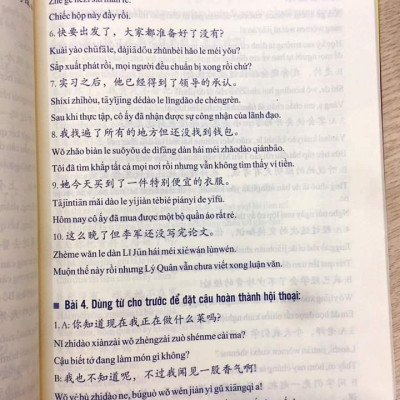 Chiếc hộp này đầy rồi.
6.快要出发了，大家都准备好了没有?
Kuài yào chūfāle, dàjiādōu zhǔnbèi hǎo le méi yǒu?
Sắp xuất phát rồi, mọi người đều chuẩn bị xong rồi chứ?
7.实习之后，他已经得到了领导的承认。
Shíxí zhīhòu, tā yǐjīng dédào le lǐngdǎo de chéngrèn.
Sau khi thực tập, cô ấy đã nhận được sự công nhận của lãnh đạo.
8.我找遍了所有的地方但还没找到钱包。
Wǒ zhǎo biàn le suǒyǒu de dìfāng dàn hái méi zhǎodào qiánbāo.
Tôi đã tìm khắp tất cả mọi nơi rồi nhưng vẫn không tìm thấy ví tiền.
9.她今天买到了一件特别便宜的衣服。
Tājīntiān mǎi dào le yíjiàn tèbié piányi de yīfu.
Hôm nay cô ấy đã mua được một bộ quần áo rất rẻ.
10.这么晚了但李军还没写完论文。
Zhème wǎn le dàn Lǐ Jūn hái méi xiě wán lùnwén.
Muộn thế này rồi nhưng Lý Quân vẫn chưa viết xong luận văn.
Bài 4. Dùng từ cho trước để đặt câu hoàn thành hội thoại:
1.A:你知道现在我正在做什么菜吗?
Nǐ zhīdào xiànzài wǒ zhèngzài zuò shénme cài ma?
Cậu biết tớ đang làm món gì không?
B:我也不知道呢，不过我闻见一股香气啊!
Wǒ yě bù zhīdào ne, búguò wǒ wén jiàn yì gǔ xiāngqì a!